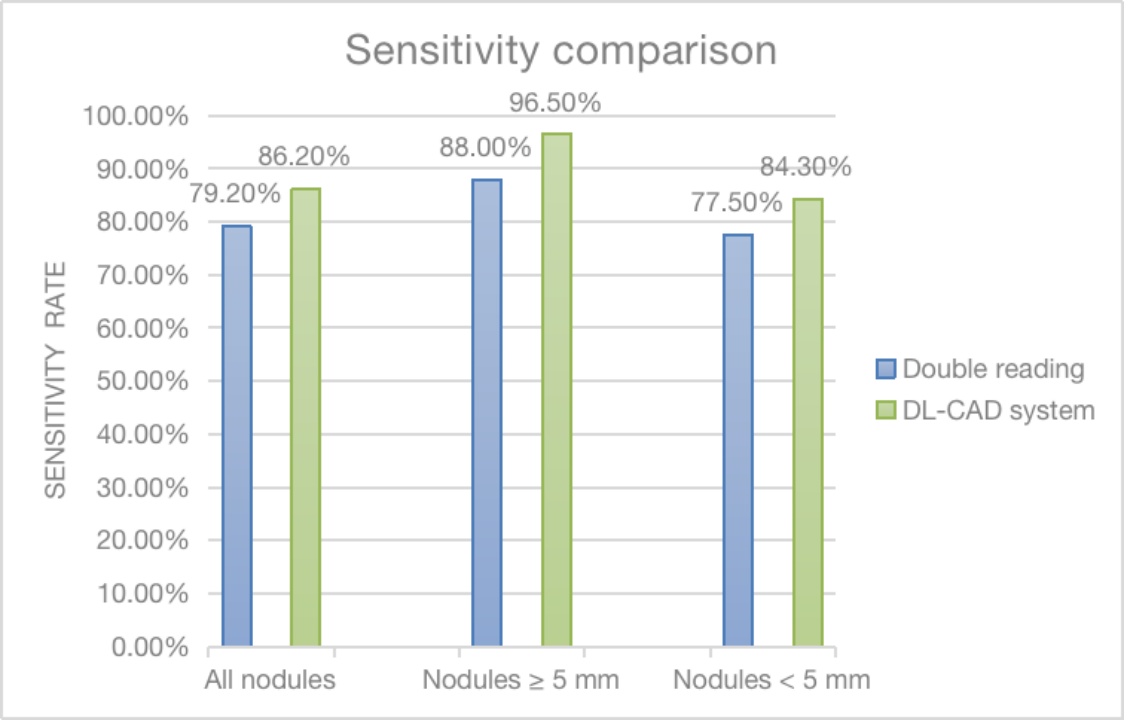 Sensitivity comparison
SENSITIVITY RATE
100.00%
90.00%
80.00%
70.00%
60.00%
50.00%
40.00%
30.00%
20.00%
10.00%
0.00%
79.20%
86.20%
88.00%
96.50%
77.50%
84.30%
All nodules
Nodules ≥ 5 mm
Nodules < 5 mm
Double reading
DL-CAD system